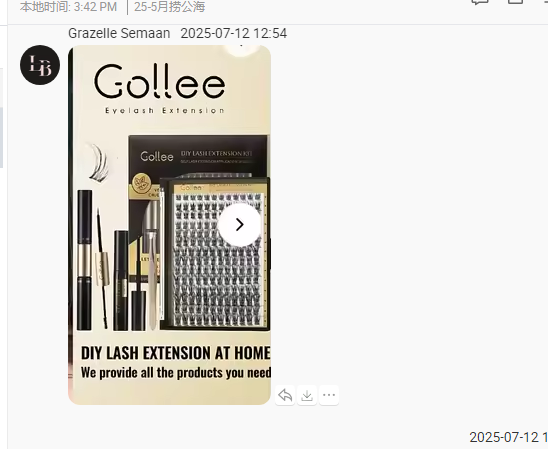 本地时间: 3:42 PM 25-5月捞公海
Grazelle Semaan 2025-07-12 12:54
LB
Gollee
Eyelash Extension
Gollee DIY LASH EXTENSION KIT
Gollee
DIY LASH EXTENSION AT HOME
We provide all the products you need
2025-07-12 1